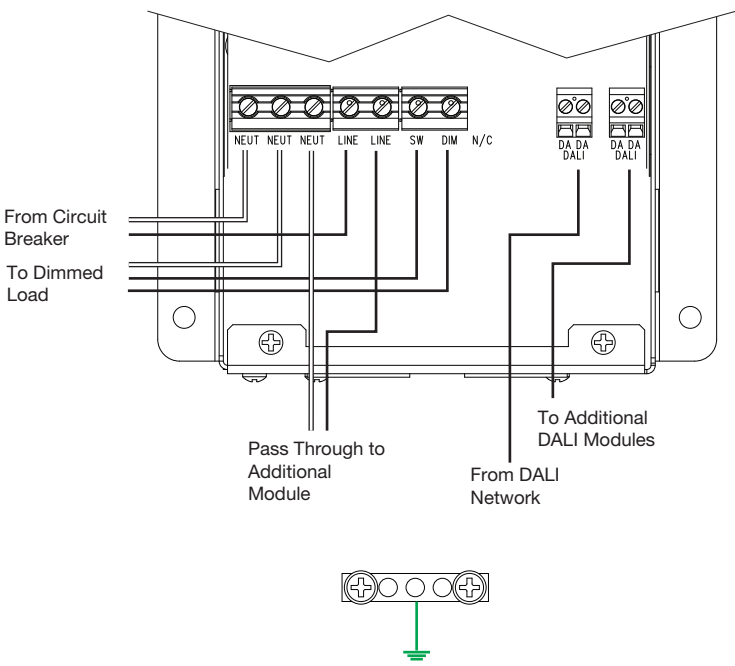 NEUT NEUT NEUT LINE LINE SW DIM N/C
DA DA
DALI
DA DA
DALI
From Circuit
Breaker
To Dimmed
Load
Pass Through to
Additional
Module
From DALI
Network
To Additional
DALI Modules